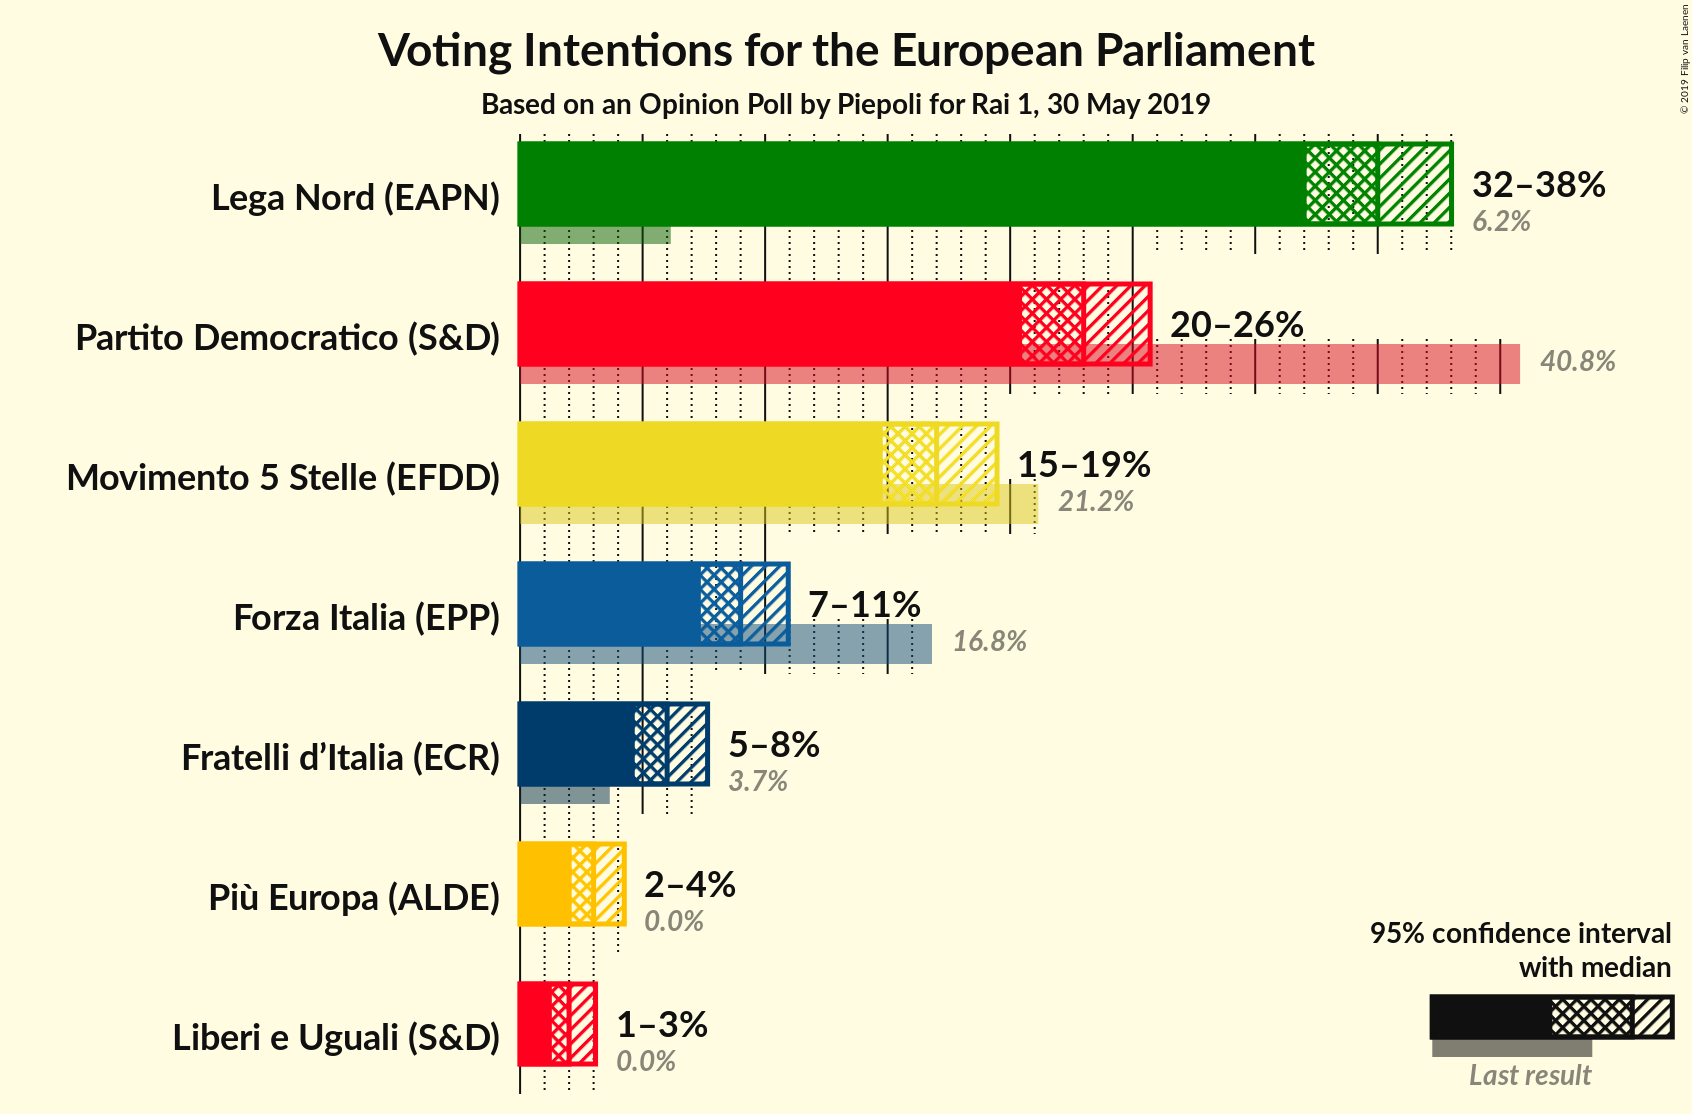 Voting Intentions for the European Parliament
Based on an Opinion Poll by Piepoli for Rai 1, 30 May 2019
© 2019 Filip van Laenen
Lega Nord (EAPN)
32–38%
6.2%
Partito Democratico (S&D)
20–26%
40.8%
Movimento 5 Stelle (EFDD)
15–19%
21.2%
Forza Italia (EPP)
7–11%
16.8%
Fratelli d’Italia (ECR)
5–8%
3.7%
Più Europa (ALDE)
2–4%
0.0%
Liberi e Uguali (S&D)
1–3%
0.0%
95% confidence interval
with median
Last result